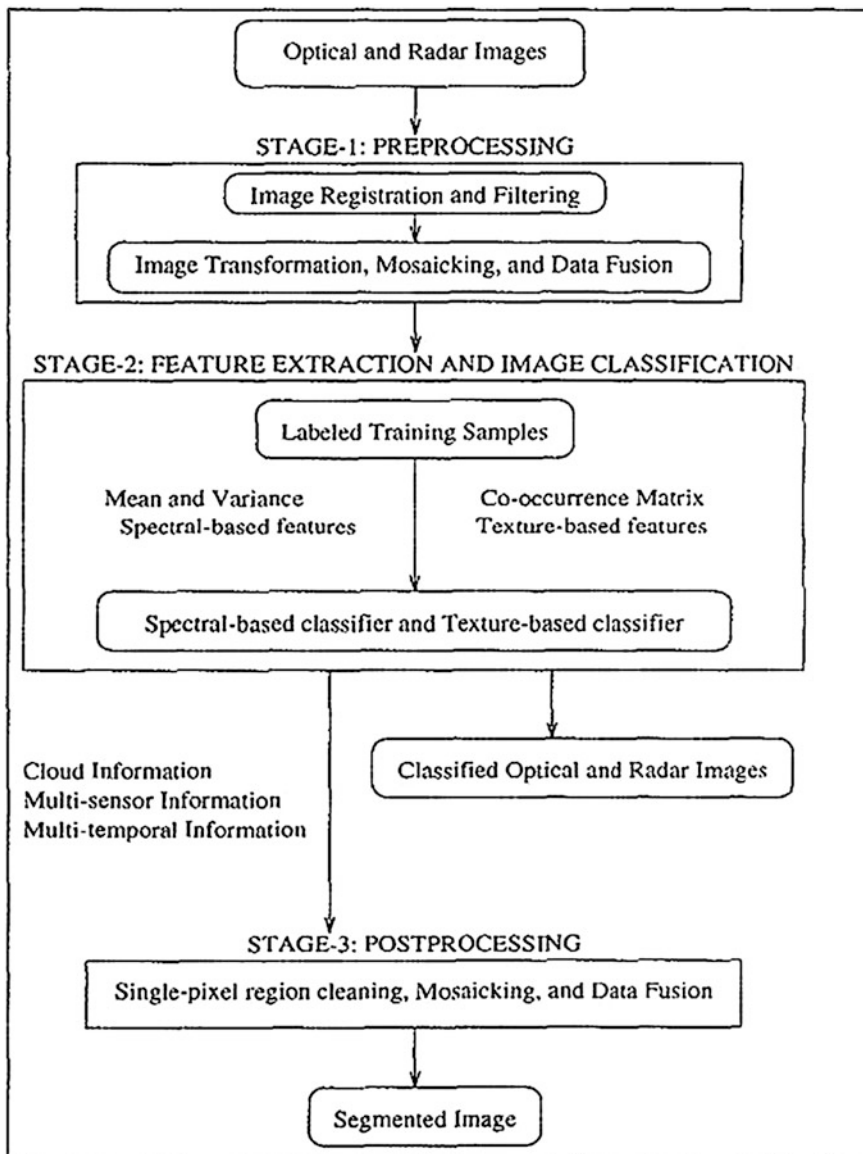 Optical and Radar Images
STAGE-1: PREPROCESSING
Image Registration and Filtering
Image Transformation, Mosaicking, and Data Fusion
STAGE-2: FEATURE EXTRACTION AND IMAGE CLASSIFICATION
Labeled Training Samples
Mean and Variance
Spectral-based features
Co-occurrence Matrix
Texture-based features
Spectral-based classifier and Texture-based classifier
Classified Optical and Radar Images
Cloud Information
Multi-sensor Information
Multi-temporal Information
STAGE-3: POSTPROCESSING
Single-pixel region cleaning, Mosaicking, and Data Fusion
Segmented Image